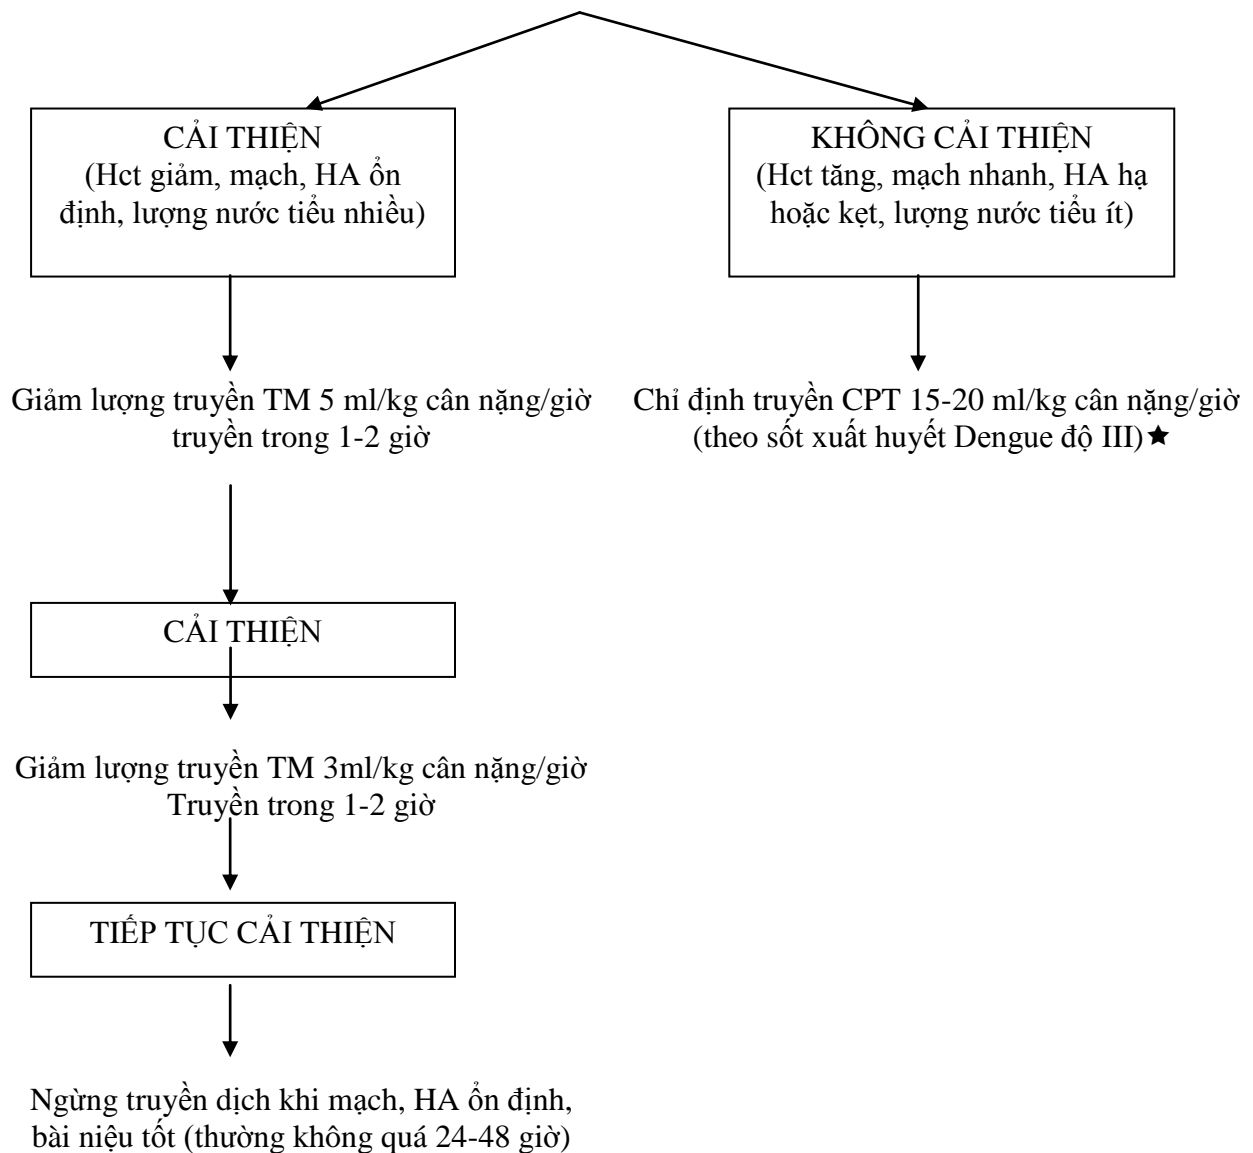 CẢI THIỆN
(Hct giảm, mạch, HA ổn
định, lượng nước tiểu nhiều)
KHÔNG CẢI THIỆN
(Hct tăng, mạch nhanh, HA hạ
hoặc kẹt, lượng nước tiểu ít)
Giảm lượng truyền TM 5 ml/kg cân nặng/giờ
truyền trong 1-2 giờ
Chỉ định truyền CPT 15-20 ml/kg cân nặng/giờ
(theo sốt xuất huyết Dengue độ III)★
CẢI THIỆN
Giảm lượng truyền TM 3ml/kg cân nặng/giờ
Truyền trong 1-2 giờ
TIẾP TỤC CẢI THIỆN
Ngừng truyền dịch khi mạch, HA ổn định,
bài niệu tốt (thường không quá 24-48 giờ)